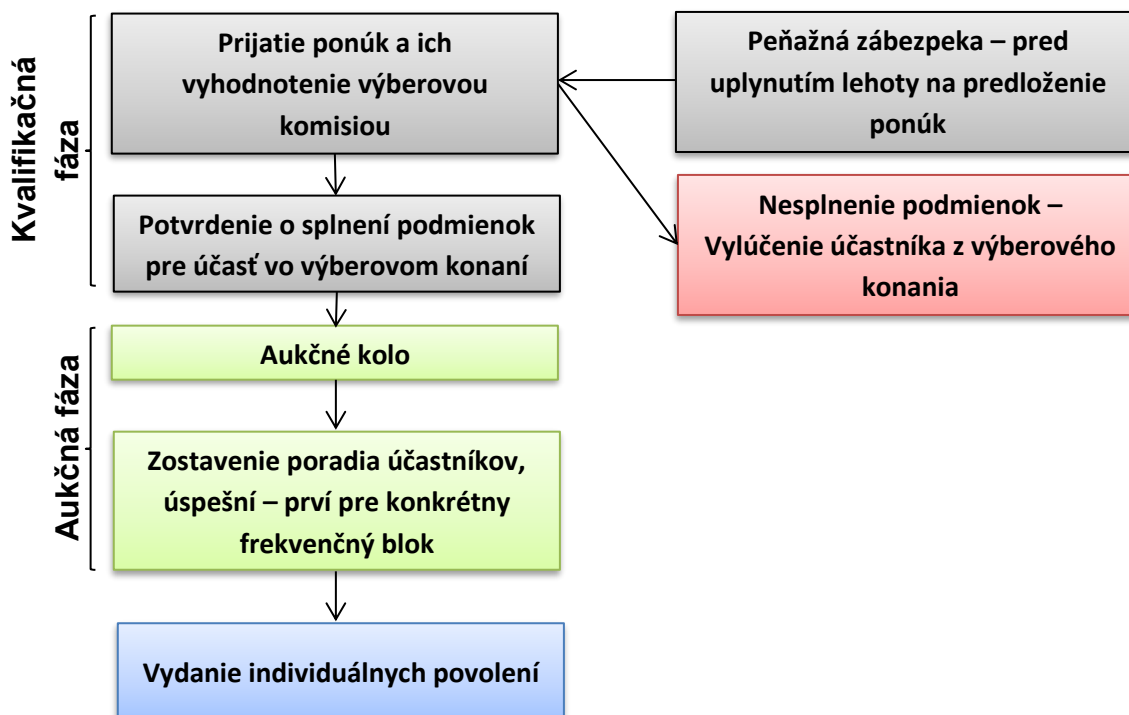 Kvalifikačná
fáza
Prijatie ponúk a ich
vyhodnotenie výberovou
komisiou
Peňažná zábezpeka – pred
uplynutím lehoty na predloženie
ponúk
Nesplnenie podmienok –
Vylúčenie účastníka z výberového
konania
Potvrdenie o splnení podmienok
pre účasť vo výberovom konaní
Aukčná fáza
Aukčné kolo
Zostavenie poradia účastníkov,
úspešní – prví pre konkrétny
frekvenčný blok
Vydanie individuálnych povolení